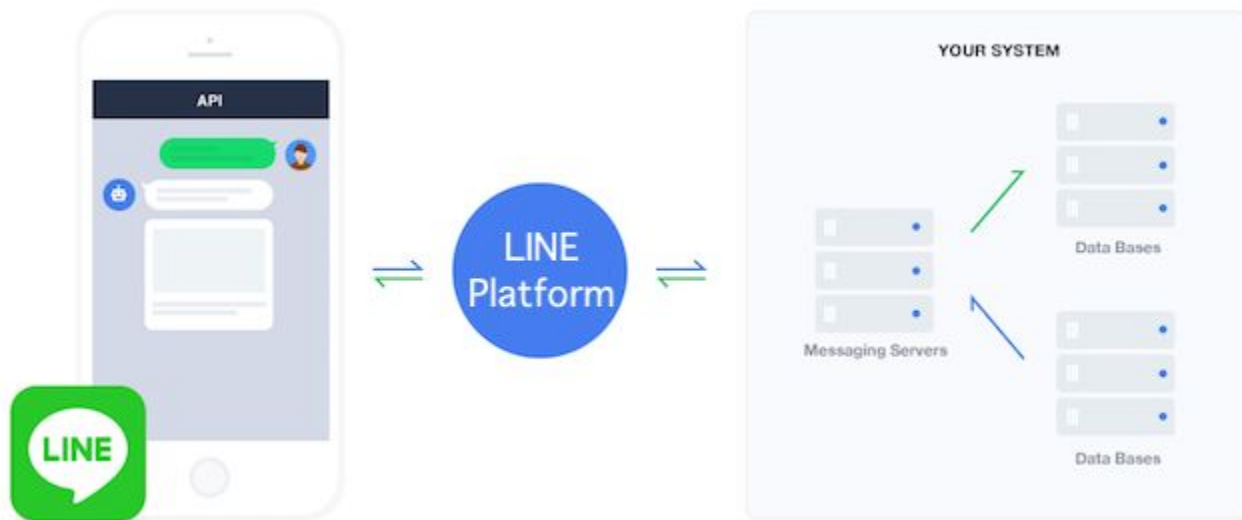 API
LINE
LINE
Platform
YOUR SYSTEM
Data Bases
Messaging Servers
Data Bases